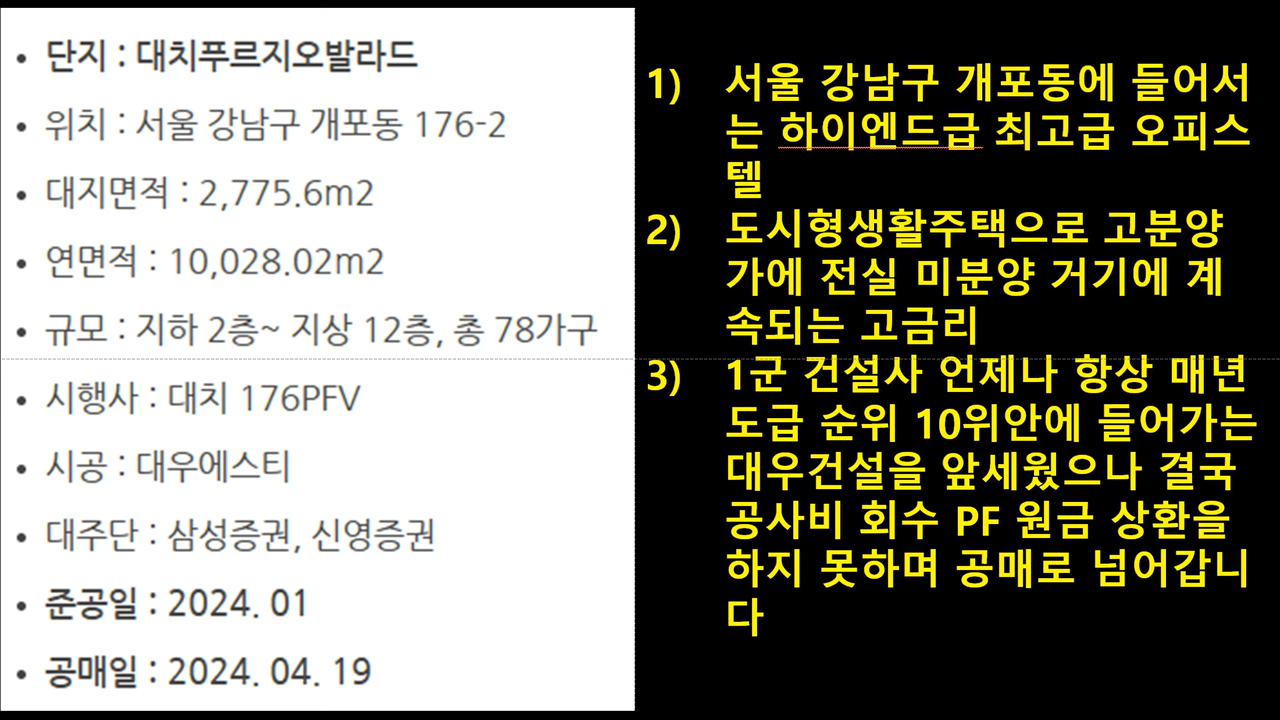 • 단지 : 대치푸르지오발라드
• 위치 : 서울 강남구 개포동 176-2
• 대지면적 : 2,775.6m2
• 연면적 : 10,028.02m2
• 규모 : 지하 2층~ 지상 12층, 총 78가구
• 시행사 : 대치 176PFV
• 시공 : 대우에스티
• 대주단 : 삼성증권, 신영증권
• 준공일 : 2024. 01
• 공매일 : 2024. 04. 19
1) 서울 강남구 개포동에 들어서
는 하이엔드급 최고급 오피스
텔
2) 도시형생활주택으로 고분양
가에 전실 미분양 거기에 계
속되는 고금리
3) 1군 건설사 언제나 항상 매년
도급 순위 10위안에 들어가는
대우건설을 앞세웠으나 결국
공사비 회수 PF 원금 상환을
하지 못하며 공매로 넘어갑니
다